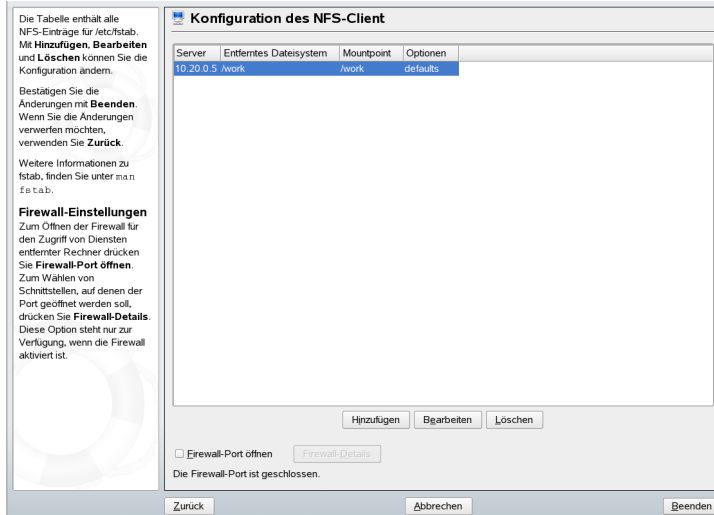 Die Tabelle enthält alle
NFS-Einträge für /etc/fstab.
Mit Hinzufügen, Bearbeiten
und Löschen können Sie die
Konfiguration ändern.
Bestätigen Sie die
Änderungen mit Beenden.
Wenn Sie die Änderungen
verwerfen möchten,
verwenden Sie Zurück.
Weitere Informationen zu
fstab, finden Sie unter man
fstab.
Firewall-Einstellungen
Zum Öffnen der Firewall für
den Zugriff von Diensten
entfernter Rechner drücken
Sie Firewall-Port öffnen.
Zum Wählen von
Schnittstellen, auf denen der
Port geöffnet werden soll,
drücken Sie Firewall-Details.
Diese Option steht nur zur
Verfügung, wenn die Firewall
aktiviert ist.
Konfiguration des NFS-Client
Server Entferntes Dateisystem Mountpoint Optionen
10.20.0.5 /work /work defaults
Hinzufügen Bearbeiten Löschen
Firewall-Port öffnen Firewall-Details
Die Firewall-Port ist geschlossen.
Zurück Abbrechen Beenden